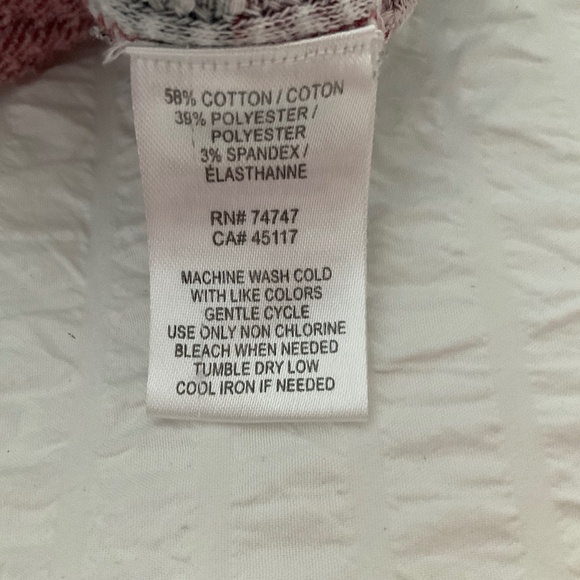 58% COTTON / COTON
39% POLYESTER /
POLYESTER
3% SPANDEX /
ÉLASTHANNE
RN# 74747
CA# 45117
MACHINE WASH COLD
WITH LIKE COLORS
GENTLE CYCLE
USE ONLY NON CHLORINE
BLEACH WHEN NEEDED
TUMBLE DRY LOW
COOL IRON IF NEEDED